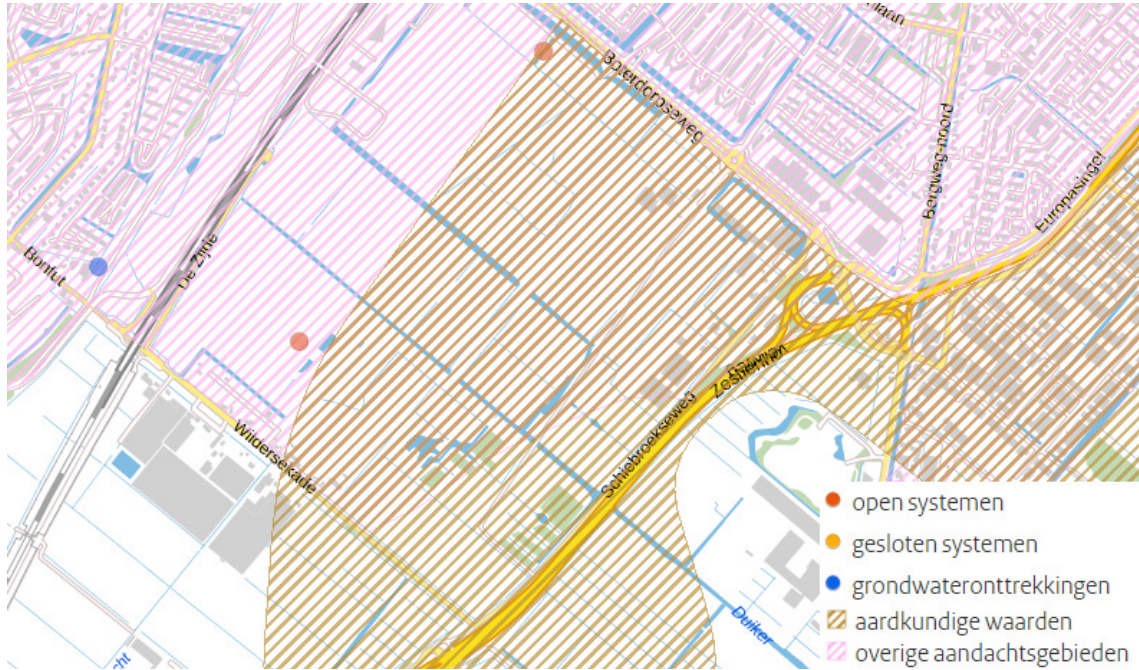 Haan
Boterdorpseweg
Bergweg-noord
Europasingel
De Zijde
Bonfut
Wildersekade
Schiebroekseweg
Duiker
open systemen
gesloten systemen
grondwateronttrekkingen
aardkundige waarden
overige aandachtsgebieden